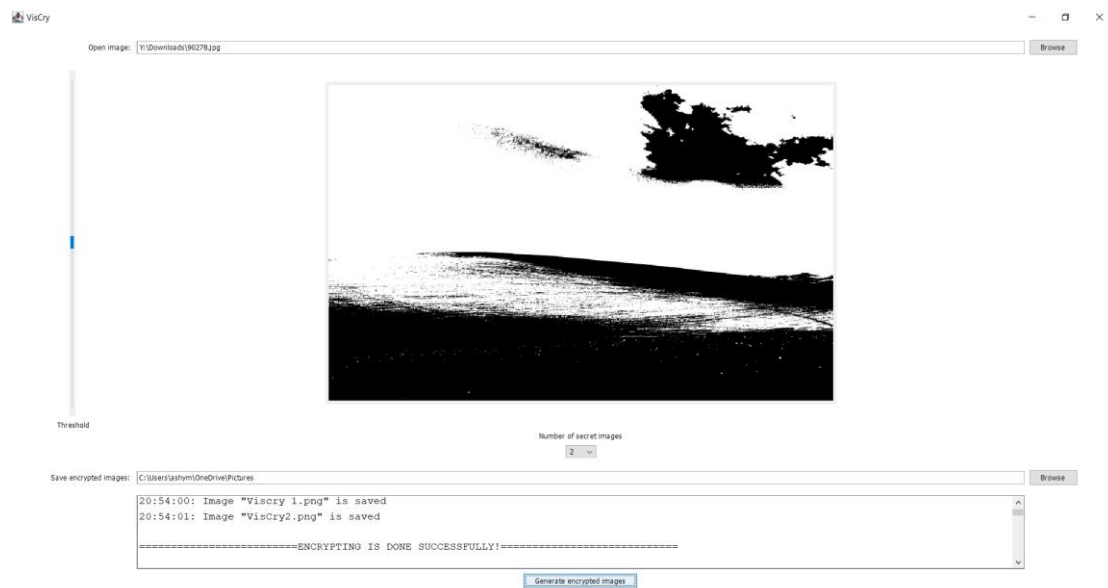 VisCry
Open image: Y:\Downloads\90278.jpg Browse
Threshold
Number of secret images
2
Save encrypted images: C:\Users\ashym\OneDrive\Pictures Browse
20:54:00: Image "Viscry 1.png" is saved
20:54:01: Image "VisCry2.png" is saved
=========================ENCRYPTING IS DONE SUCCESSFULLY!============================
Generate encrypted images